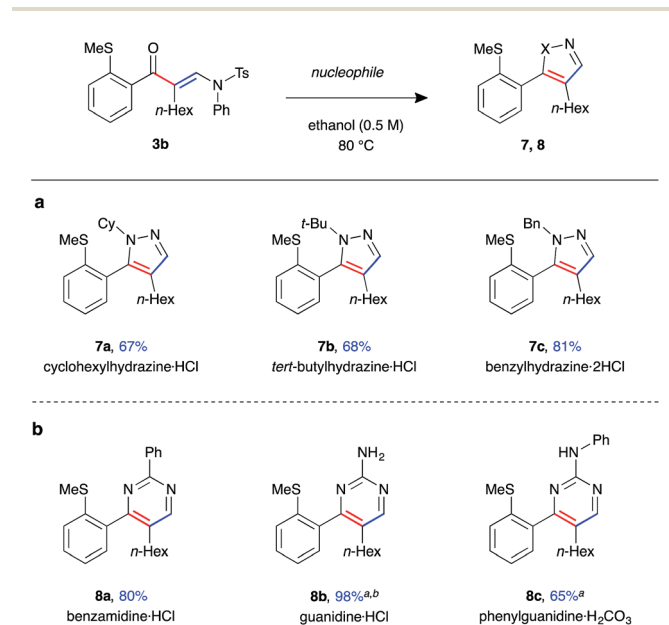 MeS O N Ts
n-Hex Ph
3b
nucleophile
ethanol (0.5 M)
80 °C
MeS X N
n-Hex
7, 8
a
Cy N N
MeS
n-Hex
7a, 67%
cyclohexylhydrazine·HCl
t-Bu N N
MeS
n-Hex
7b, 68%
tert-butylhydrazine·HCl
Bn N N
MeS
n-Hex
7c, 81%
benzylhydrazine·2HCl
b
Ph
MeS N N
n-Hex
8a, 80%
benzamidine·HCl
NH2
MeS N N
n-Hex
8b, 98%a,b
guanidine·HCl
HN Ph
MeS N N
n-Hex
8c, 65%a
phenylguanidine·H2CO3